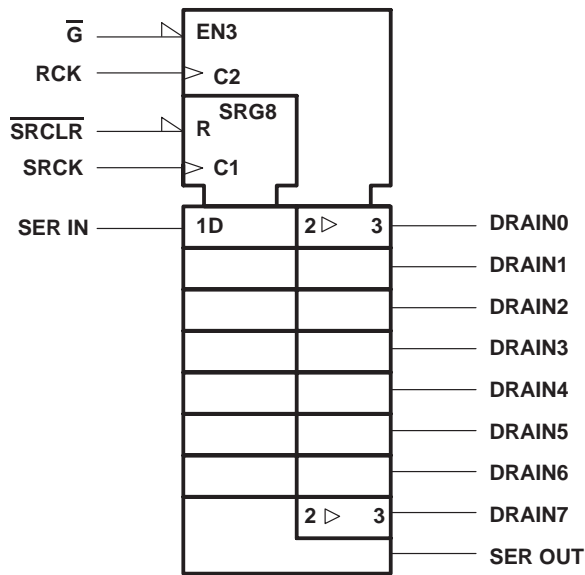 G̅ EN3
RCK C2
SRG8
S̅R̅C̅L̅R̅ R
SRCK C1
SER IN 1D 2 ▷ 3 DRAIN0
DRAIN1
DRAIN2
DRAIN3
DRAIN4
DRAIN5
DRAIN6
2 ▷ 3 DRAIN7
SER OUT